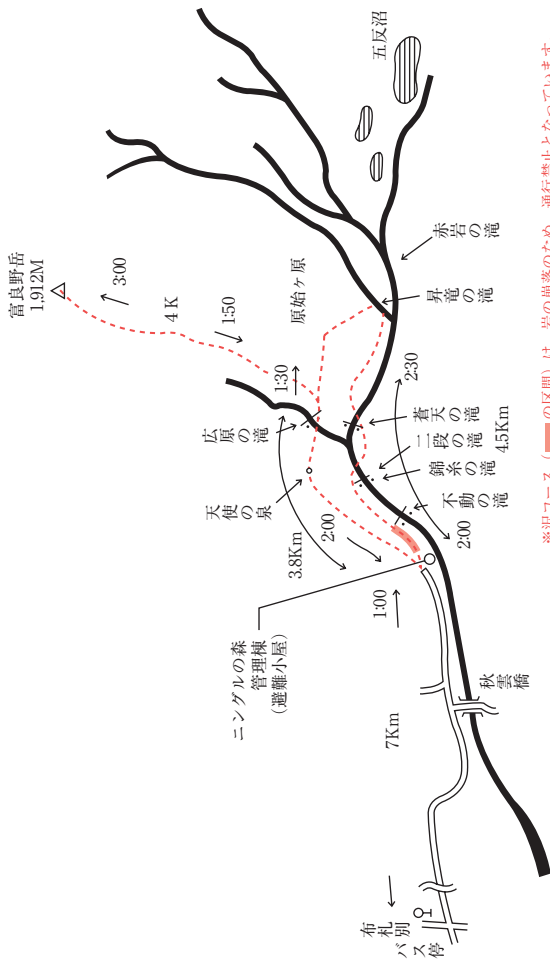 富良野岳
1,912M
3:00
4K
1:50
原始ヶ原
五反沼
赤岩の滝
昇竜の滝
1:30
広原の滝
天使の泉
蒼天の滝
二段の滝
錦糸の滝
不動の滝
2:30
4.5Km
2:00
3.8Km
2:00
1:00
ニングルの森
管理棟
(避難小屋)
7Km
秋雲橋
布札別
バス停
※沢コース（ の区間）は、岩の崩落のため、通行禁止となっています